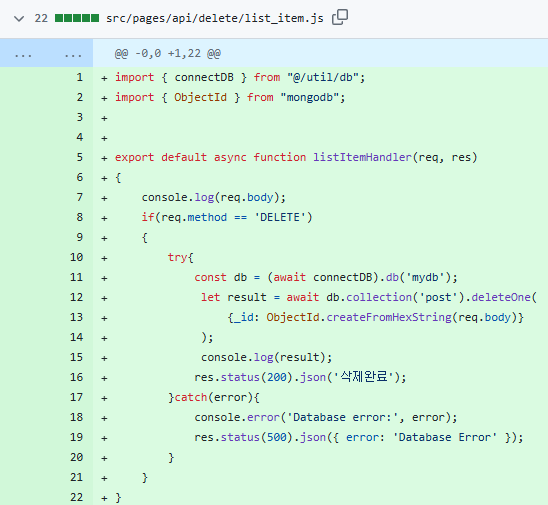 22 src/pages/api/delete/list_item.js
... ... @@ -0,0 +1,22 @@
1 + import { connectDB } from "@/util/db";
2 + import { ObjectId } from "mongodb";
3 +
4 +
5 + export default async function listItemHandler(req, res)
6 + {
7 +     console.log(req.body);
8 +     if(req.method == 'DELETE')
9 +     {
10 +         try{
11 +             const db = (await connectDB).db('mydb');
12 +              let result = await db.collection('post').deleteOne(
13 +                  {_id: ObjectId.createFromHexString(req.body)}
14 +              );
15 +              console.log(result);
16 +             res.status(200).json('삭제완료');
17 +         }catch(error){
18 +             console.error('Database error:', error);
19 +             res.status(500).json({ error: 'Database Error' });
20 +         }
21 +     }
22 + }